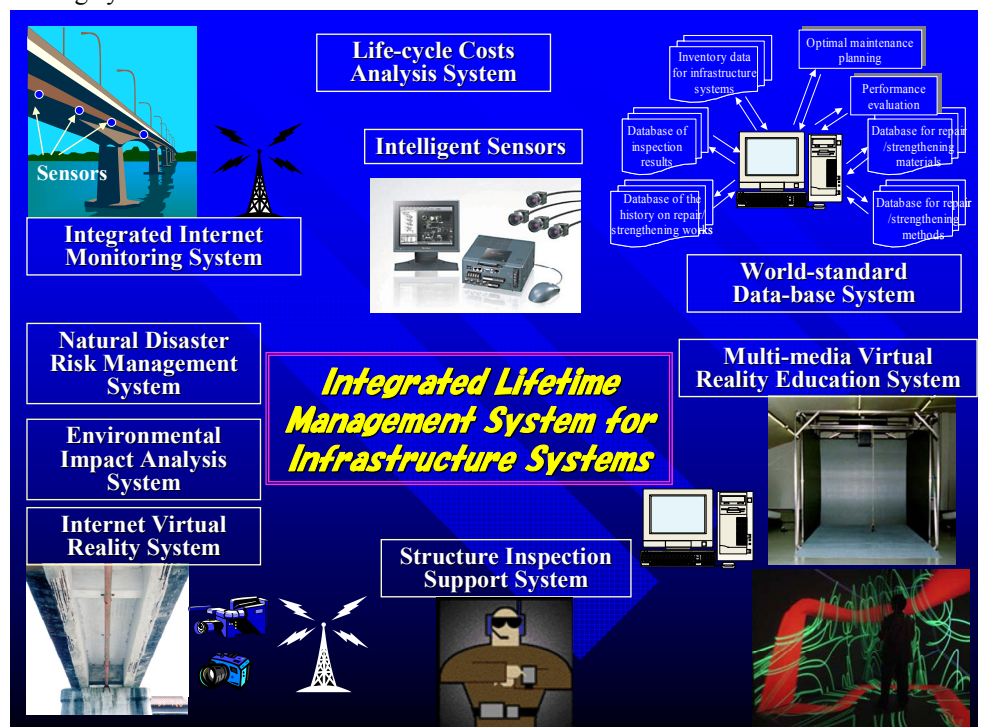 Life-cycle Costs
Analysis System
Inventory data
for infrastructure
systems
Optimal maintenance
planning
Performance
evaluation
Database of
inspection
results
Database for repair
/strengthening
materials
Database of the
history on repair/
strengthening works
Database for repair
/strengthening
methods
World-standard
Data-base System
Intelligent Sensors
Sensors
Integrated Internet
Monitoring System
Natural Disaster
Risk Management
System
Environmental
Impact Analysis
System
Internet Virtual
Reality System
Integrated Lifetime
Management System for
Infrastructure Systems
Multi-media Virtual
Reality Education System
Structure Inspection
Support System